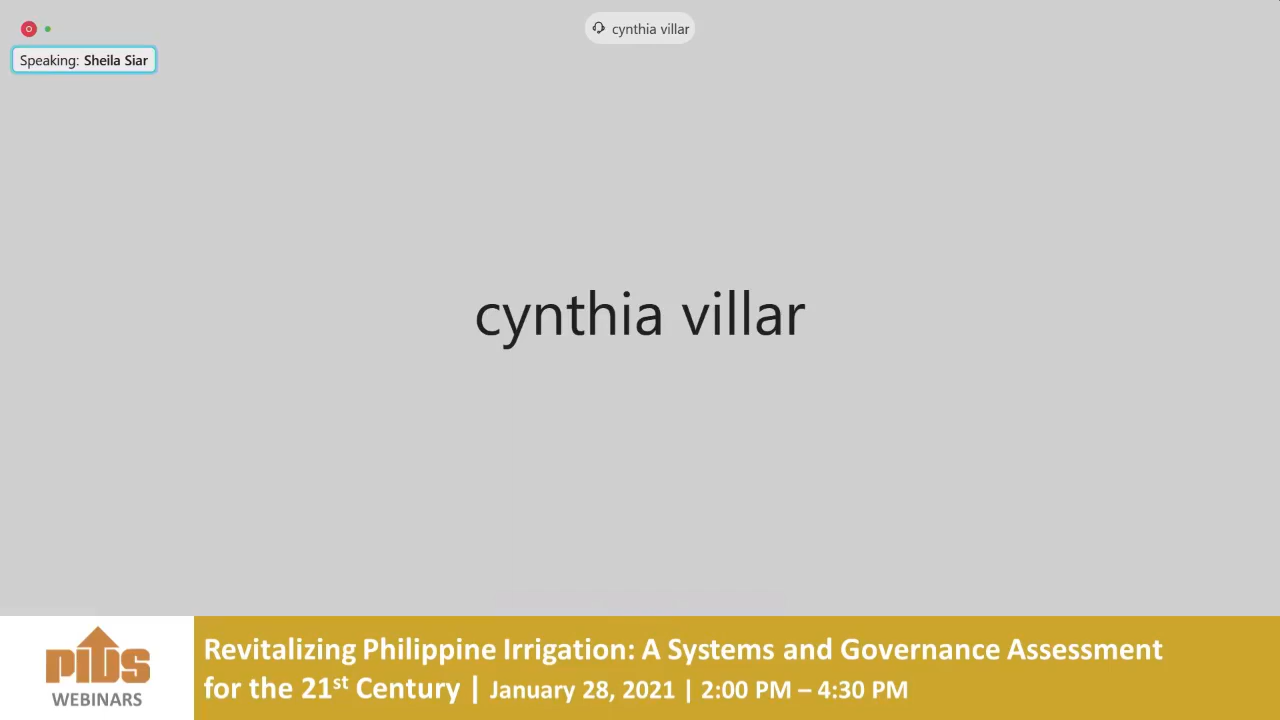 cynthia villar
Speaking: Sheila Siar
cynthia villar
PIDS
WEBINARS
Revitalizing Philippine Irrigation: A Systems and Governance Assessment
for the 21st Century | January 28, 2021 | 2:00 PM – 4:30 PM